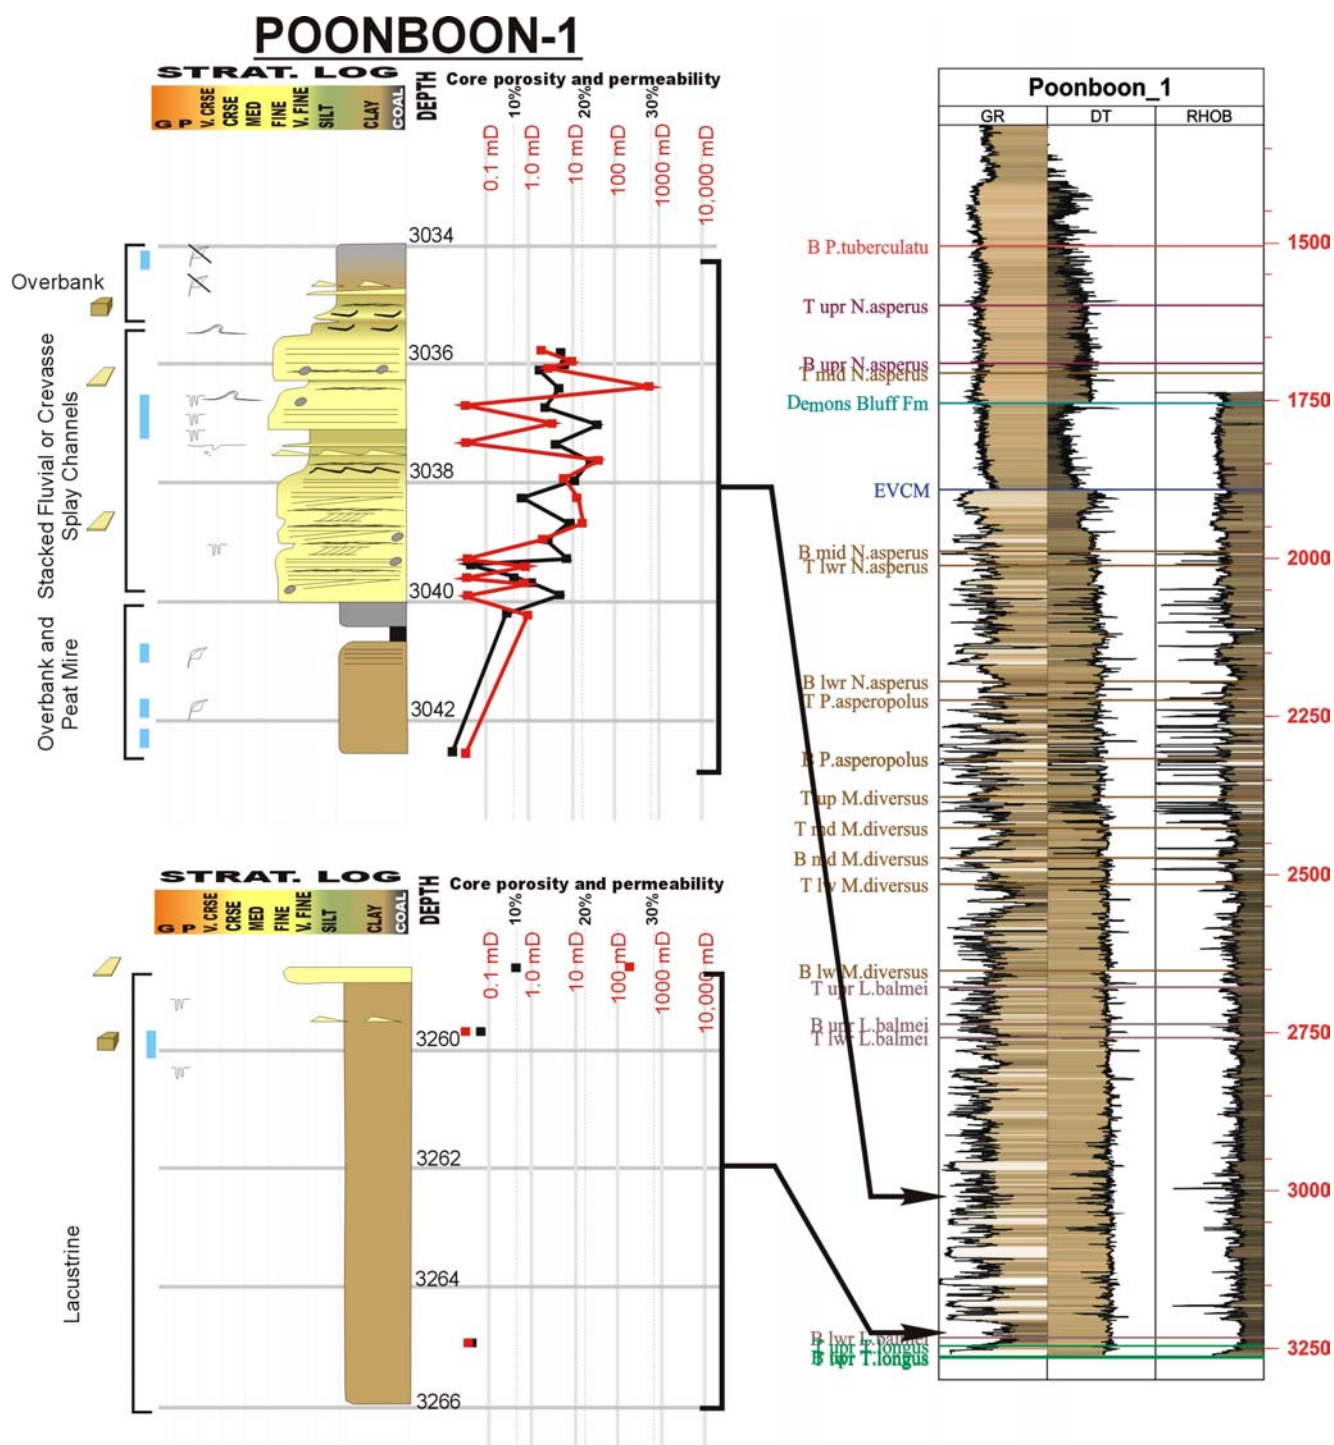 POONBOON-1
STRAT. LOG
G P V. CRSE CRSE MED FINE V. FINE SILT CLAY COAL
DEPTH
Core porosity and permeability
10% 20% 30%
0.1 mD 1.0 mD 10 mD 100 mD 1000 mD 10,000 mD
3034
Overbank
3036
Stacked Fluvial or Crevasse
Splay Channels
3038
3040
Overbank and
Peat Mire
3042
STRAT. LOG
G P V. CRSE CRSE MED FINE V. FINE SILT CLAY COAL
DEPTH
Core porosity and permeability
10% 20% 30%
0.1 mD 1.0 mD 10 mD 100 mD 1000 mD 10,000 mD
3260
3262
Lacustrine
3264
3266
Poonboon_1
GR DT RHOB
B P.tuberculatu
1500
T upr N.asperus
B upr N.asperus
T mid N.asperus
1750
Demons Bluff Fm
EVCM
B mid N.asperus
2000
T lwr N.asperus
B lwr N.asperus
T P.asperopolus
2250
B P.asperopolus
T up M.diversus
T md M.diversus
B md M.diversus
2500
T lw M.diversus
B lw M.diversus
T upr L.balmei
B upr L.balmei
2750
T lwr L.balmei
3000
B lwr L.balmei
T upr T.longus
3250
B upr T.longus